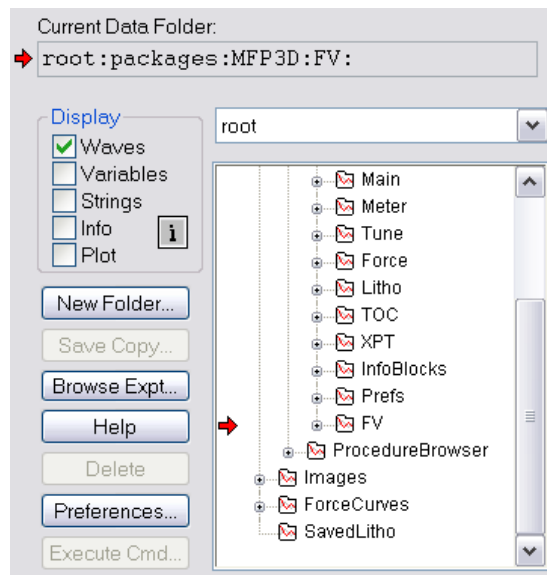 Current Data Folder:
root:packages:MFP3D:FV:
Display
Waves
Variables
Strings
Info
i
Plot
New Folder...
Save Copy...
Browse Expt...
Help
Delete
Preferences...
Execute Cmd...
root
Main
Meter
Tune
Force
Litho
TOC
XPT
InfoBlocks
Prefs
FV
ProcedureBrowser
Images
ForceCurves
SavedLitho